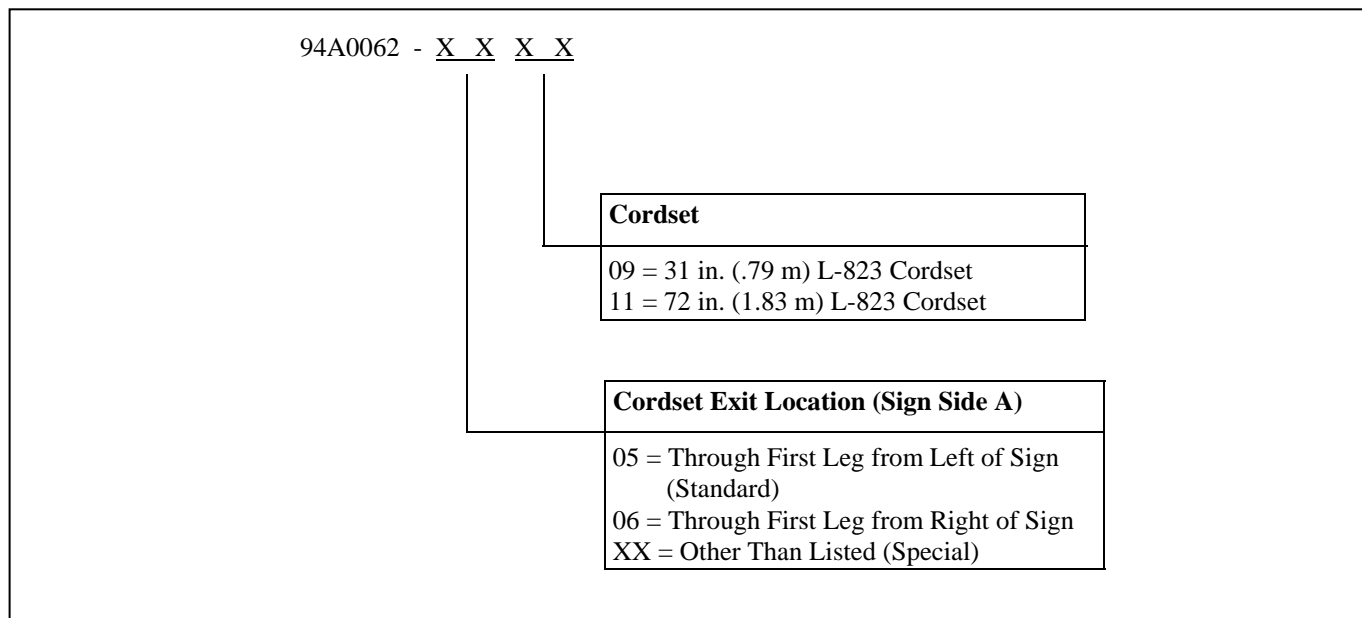 94A0062 - X X X X
Cordset
09 = 31 in. (.79 m) L-823 Cordset
11 = 72 in. (1.83 m) L-823 Cordset
Cordset Exit Location (Sign Side A)
05 = Through First Leg from Left of Sign
(Standard)
06 = Through First Leg from Right of Sign
XX = Other Than Listed (Special)